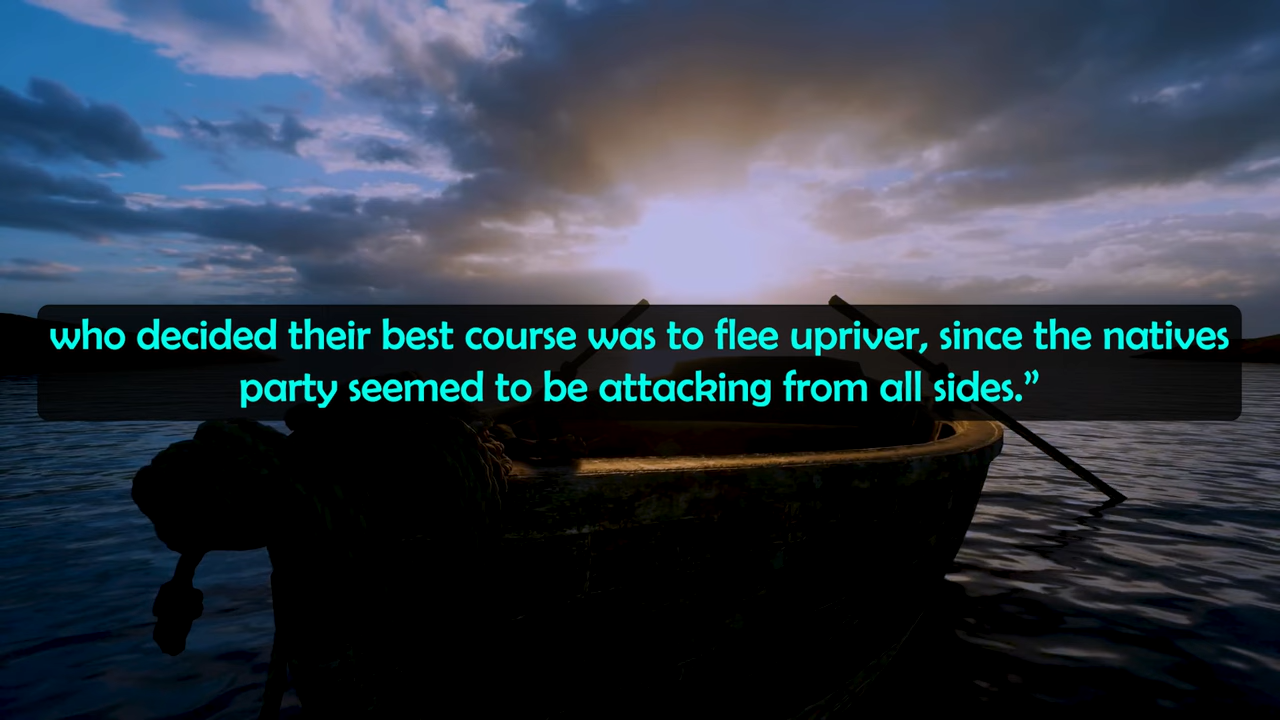 who decided their best course was to flee upriver, since the natives
party seemed to be attacking from all sides.”